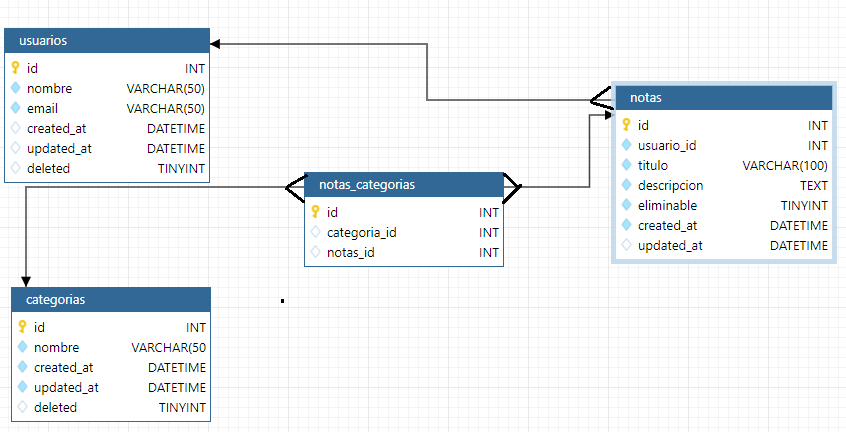 usuarios
id INT
nombre VARCHAR(50)
email VARCHAR(50)
created_at DATETIME
updated_at DATETIME
deleted TINYINT
notas
id INT
usuario_id INT
titulo VARCHAR(100)
descripcion TEXT
eliminable TINYINT
created_at DATETIME
updated_at DATETIME
notas_categorias
id INT
categoria_id INT
notas_id INT
categorias
id INT
nombre VARCHAR(50
created_at DATETIME
updated_at DATETIME
deleted TINYINT